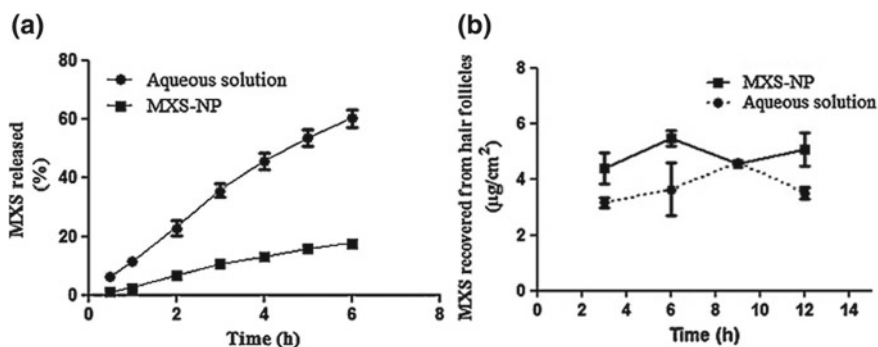 (a)
80
60
40
20
0
MXS released
(%)
Aqueous solution
MXS-NP
0
2
4
6
8
Time (h)
(b)
8
6
4
2
0
MXS recovered from hair follicles
(µg/cm²)
MXS-NP
Aqueous solution
0
2
4
6
8
10
12
14
Time (h)